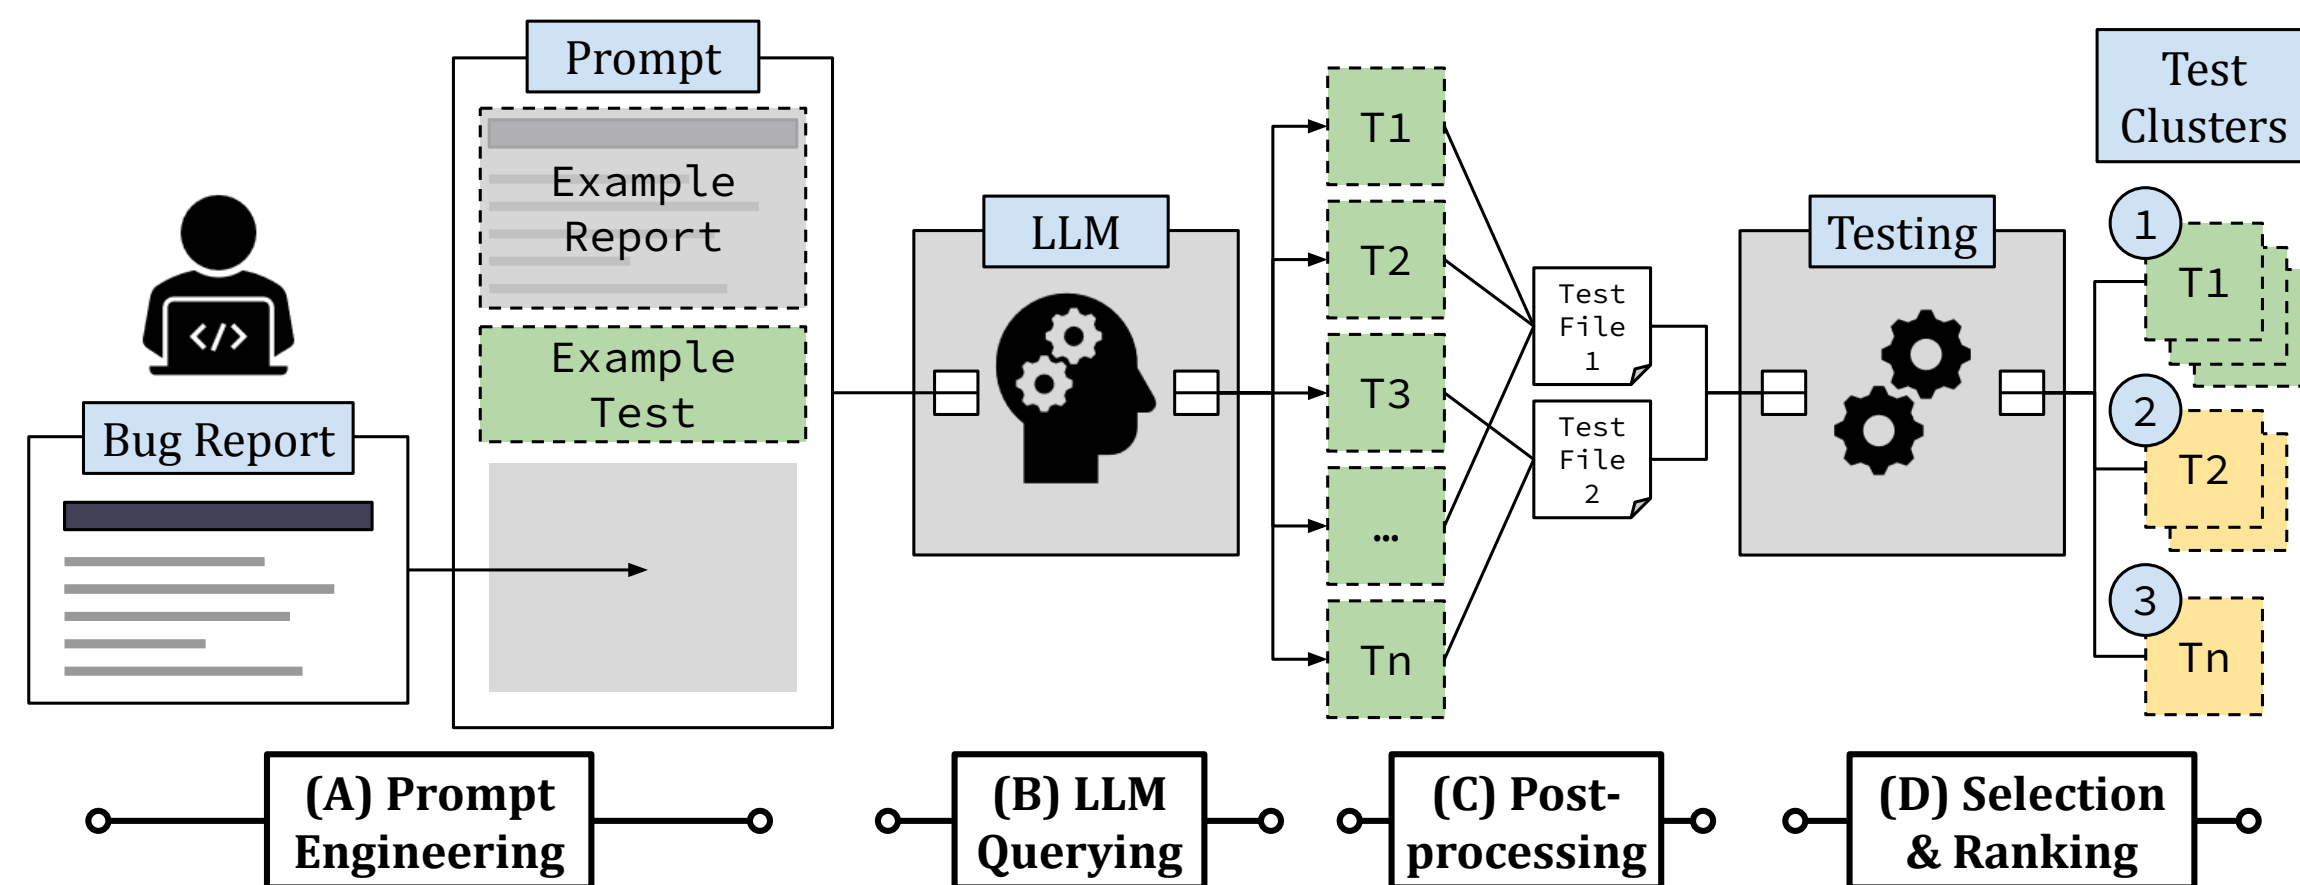 Prompt
Example
Report
Example
Test
</>
Bug Report
LLM
T1
T2
T3
...
Tn
Test
File
1
Test
File
2
Testing
Test
Clusters
1
T1
2
T2
3
Tn
(A) Prompt
Engineering
(B) LLM
Querying
(C) Post-
processing
(D) Selection
& Ranking